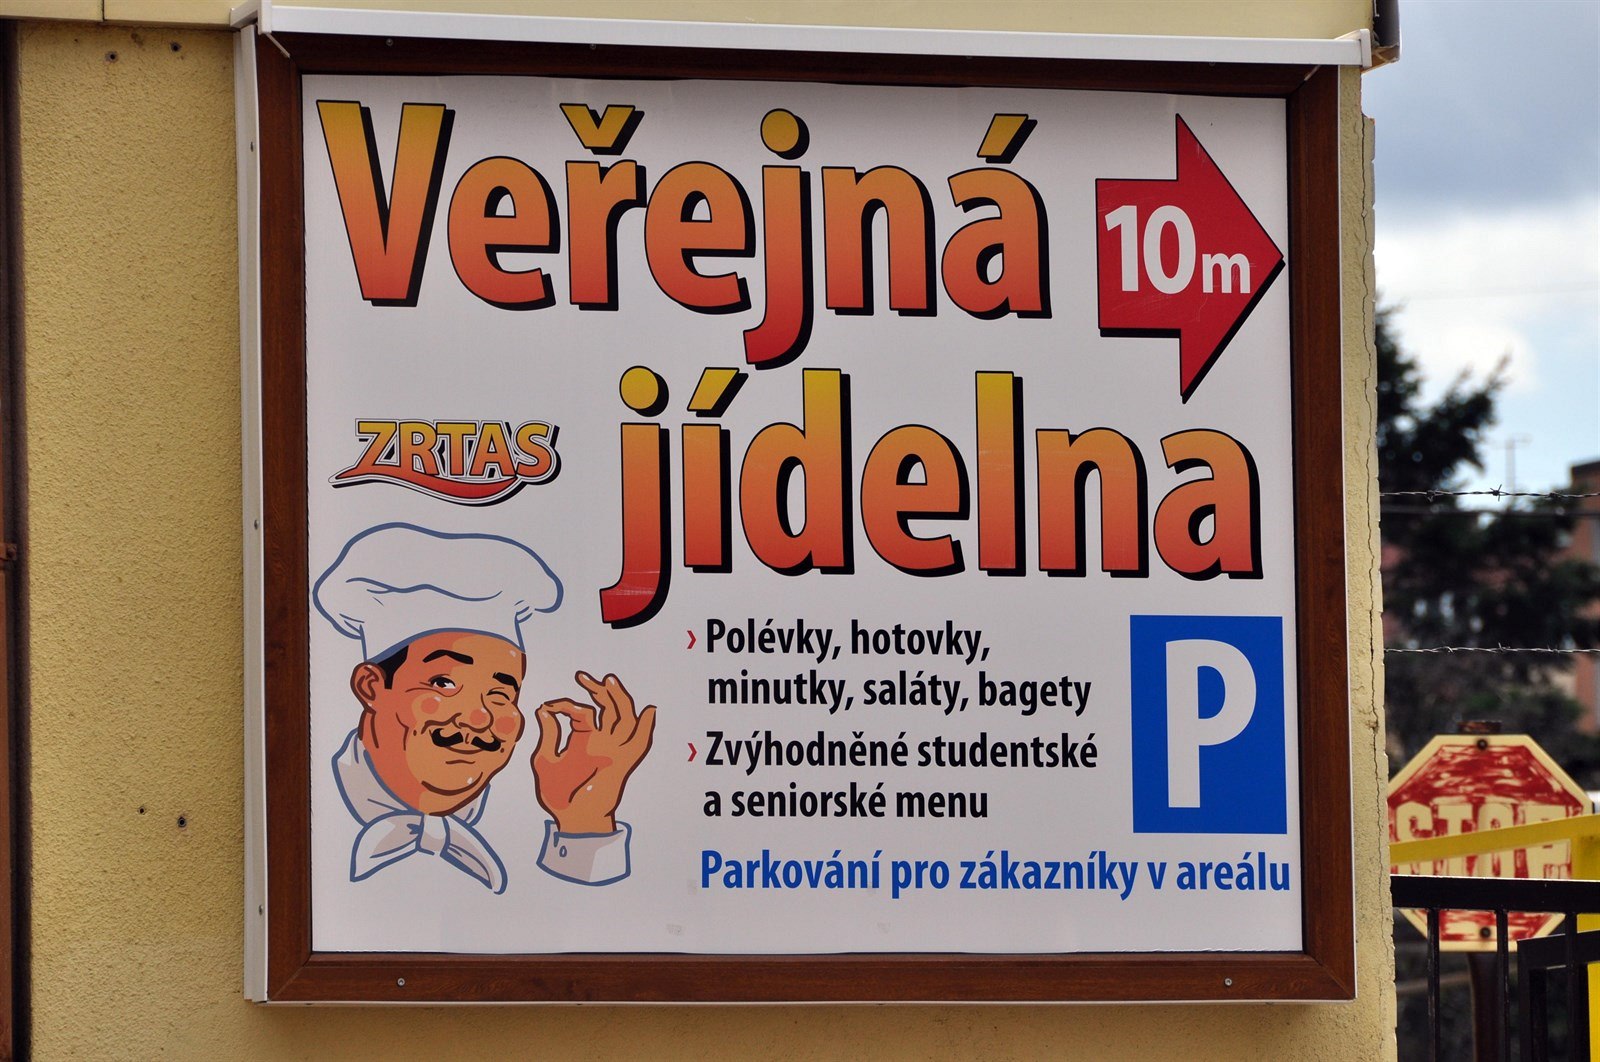 Veřejná
10m
jídelna
ZRTAS
› Polévky, hotovky,
minutky, saláty, bagety
› Zvýhodněné studentské
a seniorské menu
P
Parkování pro zákazníky v areálu
STOP